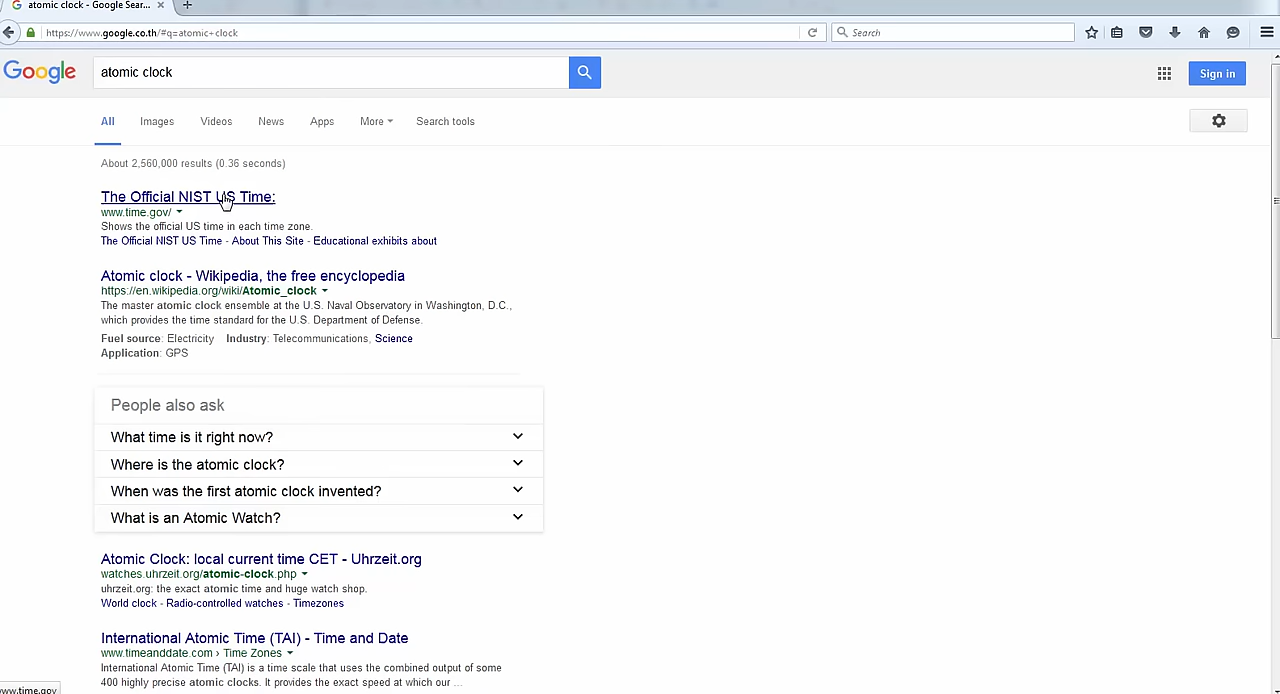 atomic clock - Google Sear...
https://www.google.co.th/#q=atomic+clock
Search
Google
atomic clock
Sign in
All
Images
Videos
News
Apps
More
Search tools
About 2,560,000 results (0.36 seconds)
The Official NIST US Time:
www.time.gov/
Shows the official US time in each time zone.
The Official NIST US Time - About This Site - Educational exhibits about
Atomic clock - Wikipedia, the free encyclopedia
https://en.wikipedia.org/wiki/Atomic_clock
The master atomic clock ensemble at the U.S. Naval Observatory in Washington, D.C.,
which provides the time standard for the U.S. Department of Defense.
Fuel source: Electricity Industry: Telecommunications, Science
Application: GPS
People also ask
What time is it right now?
Where is the atomic clock?
When was the first atomic clock invented?
What is an Atomic Watch?
Atomic Clock: local current time CET - Uhrzeit.org
watches.uhrzeit.org/atomic-clock.php
uhrzeit.org: the exact atomic time and huge watch shop.
World clock - Radio-controlled watches - Timezones
International Atomic Time (TAI) - Time and Date
www.timeanddate.com › Time Zones
International Atomic Time (TAI) is a time scale that uses the combined output of some
400 highly precise atomic clocks. It provides the exact speed at which our ...
www.time.gov